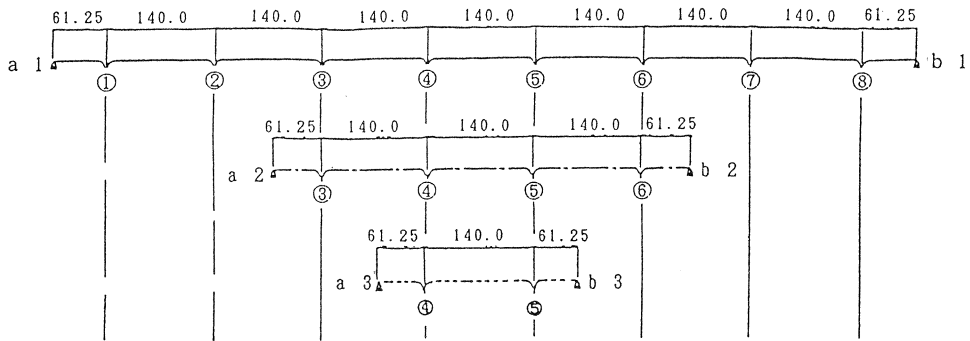 61.25 140.0 140.0 140.0 140.0 140.0 140.0 140.0 61.25
a 1 b 1
① ② ③ ④ ⑤ ⑥ ⑦ ⑧
61.25 140.0 140.0 140.0 61.25
a 2 b 2
③ ④ ⑤ ⑥
61.25 140.0 61.25
a 3 b 3
④ ⑤